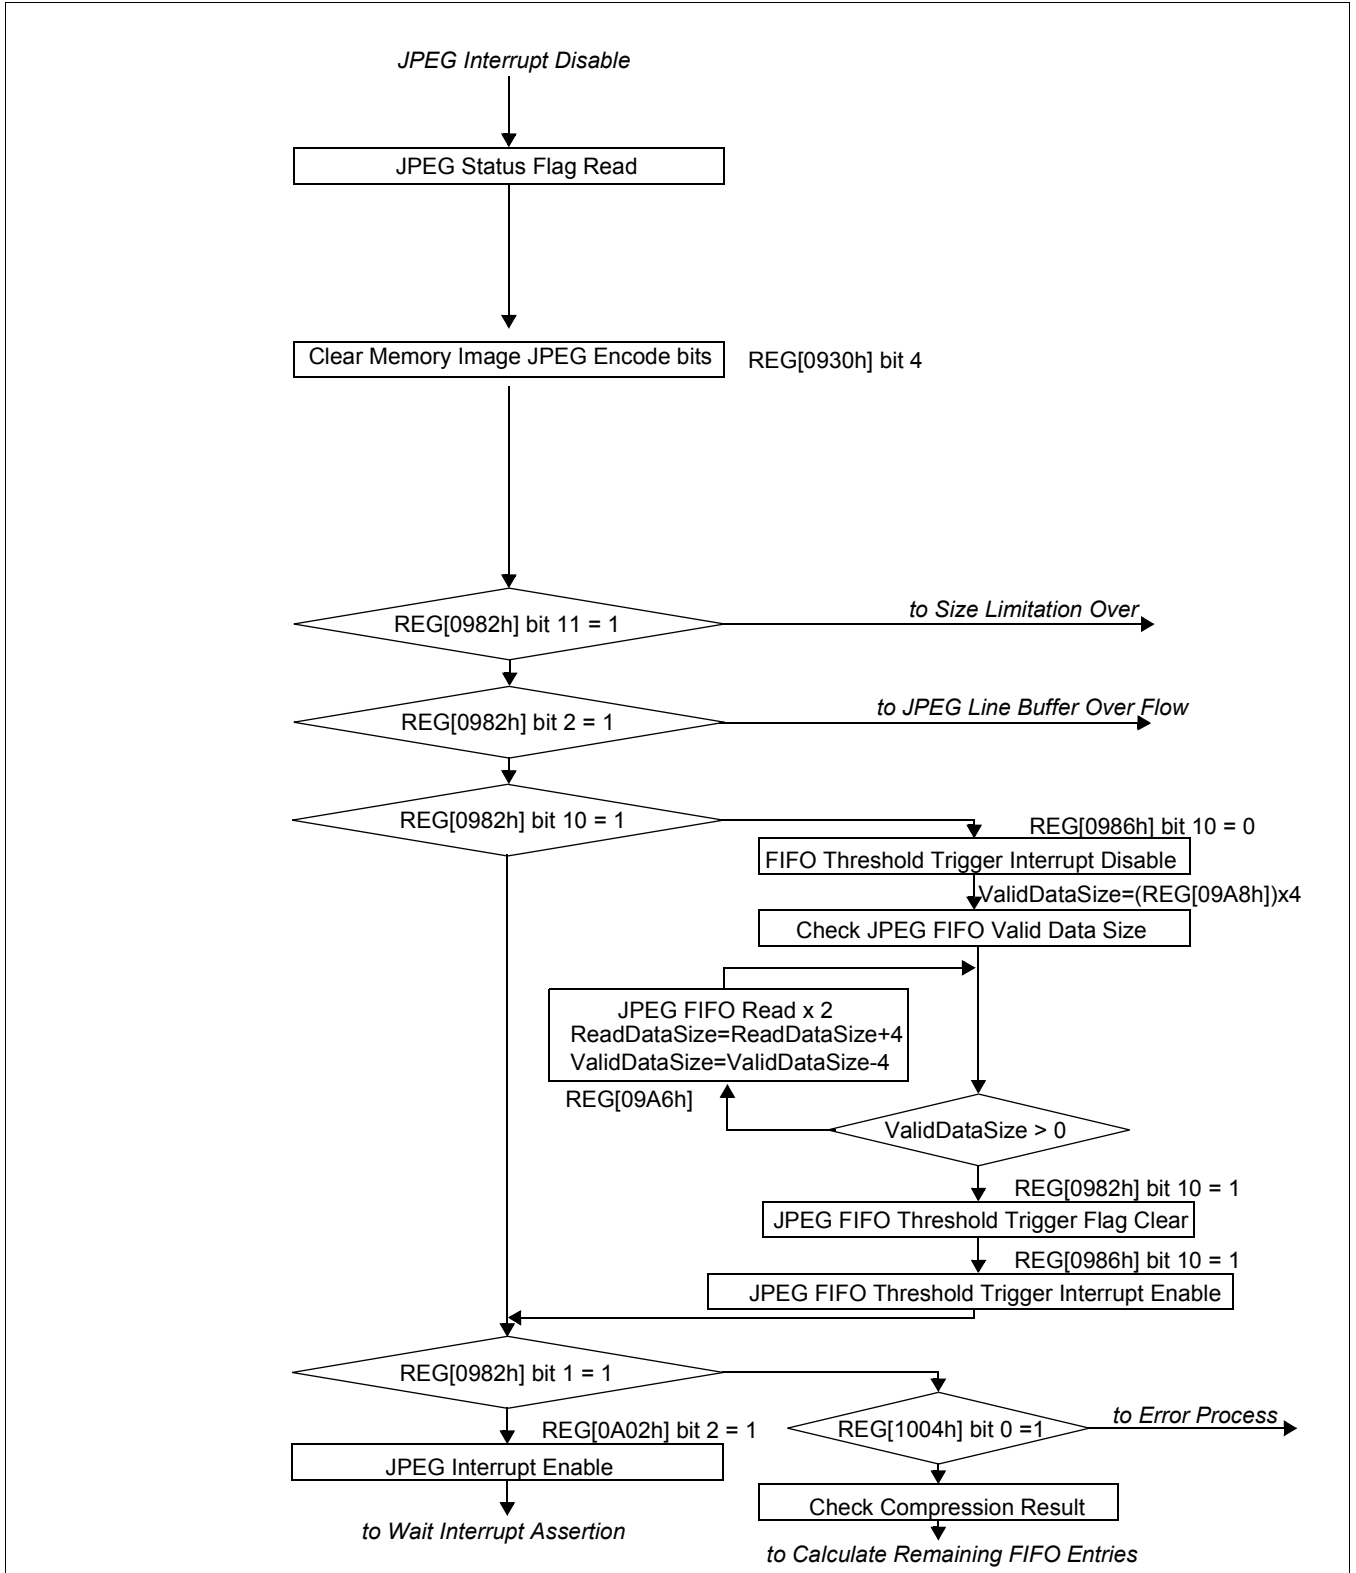 JPEG Interrupt Disable
JPEG Status Flag Read
Clear Memory Image JPEG Encode bits
REG[0930h] bit 4
REG[0982h] bit 11 = 1
to Size Limitation Over
REG[0982h] bit 2 = 1
to JPEG Line Buffer Over Flow
REG[0982h] bit 10 = 1
REG[0986h] bit 10 = 0
FIFO Threshold Trigger Interrupt Disable
ValidDataSize=(REG[09A8h])x4
Check JPEG FIFO Valid Data Size
JPEG FIFO Read x 2
ReadDataSize=ReadDataSize+4
ValidDataSize=ValidDataSize-4
REG[09A6h]
ValidDataSize > 0
REG[0982h] bit 10 = 1
JPEG FIFO Threshold Trigger Flag Clear
REG[0986h] bit 10 = 1
JPEG FIFO Threshold Trigger Interrupt Enable
REG[0982h] bit 1 = 1
REG[0A02h] bit 2 = 1
JPEG Interrupt Enable
to Wait Interrupt Assertion
REG[1004h] bit 0 =1
to Error Process
Check Compression Result
to Calculate Remaining FIFO Entries